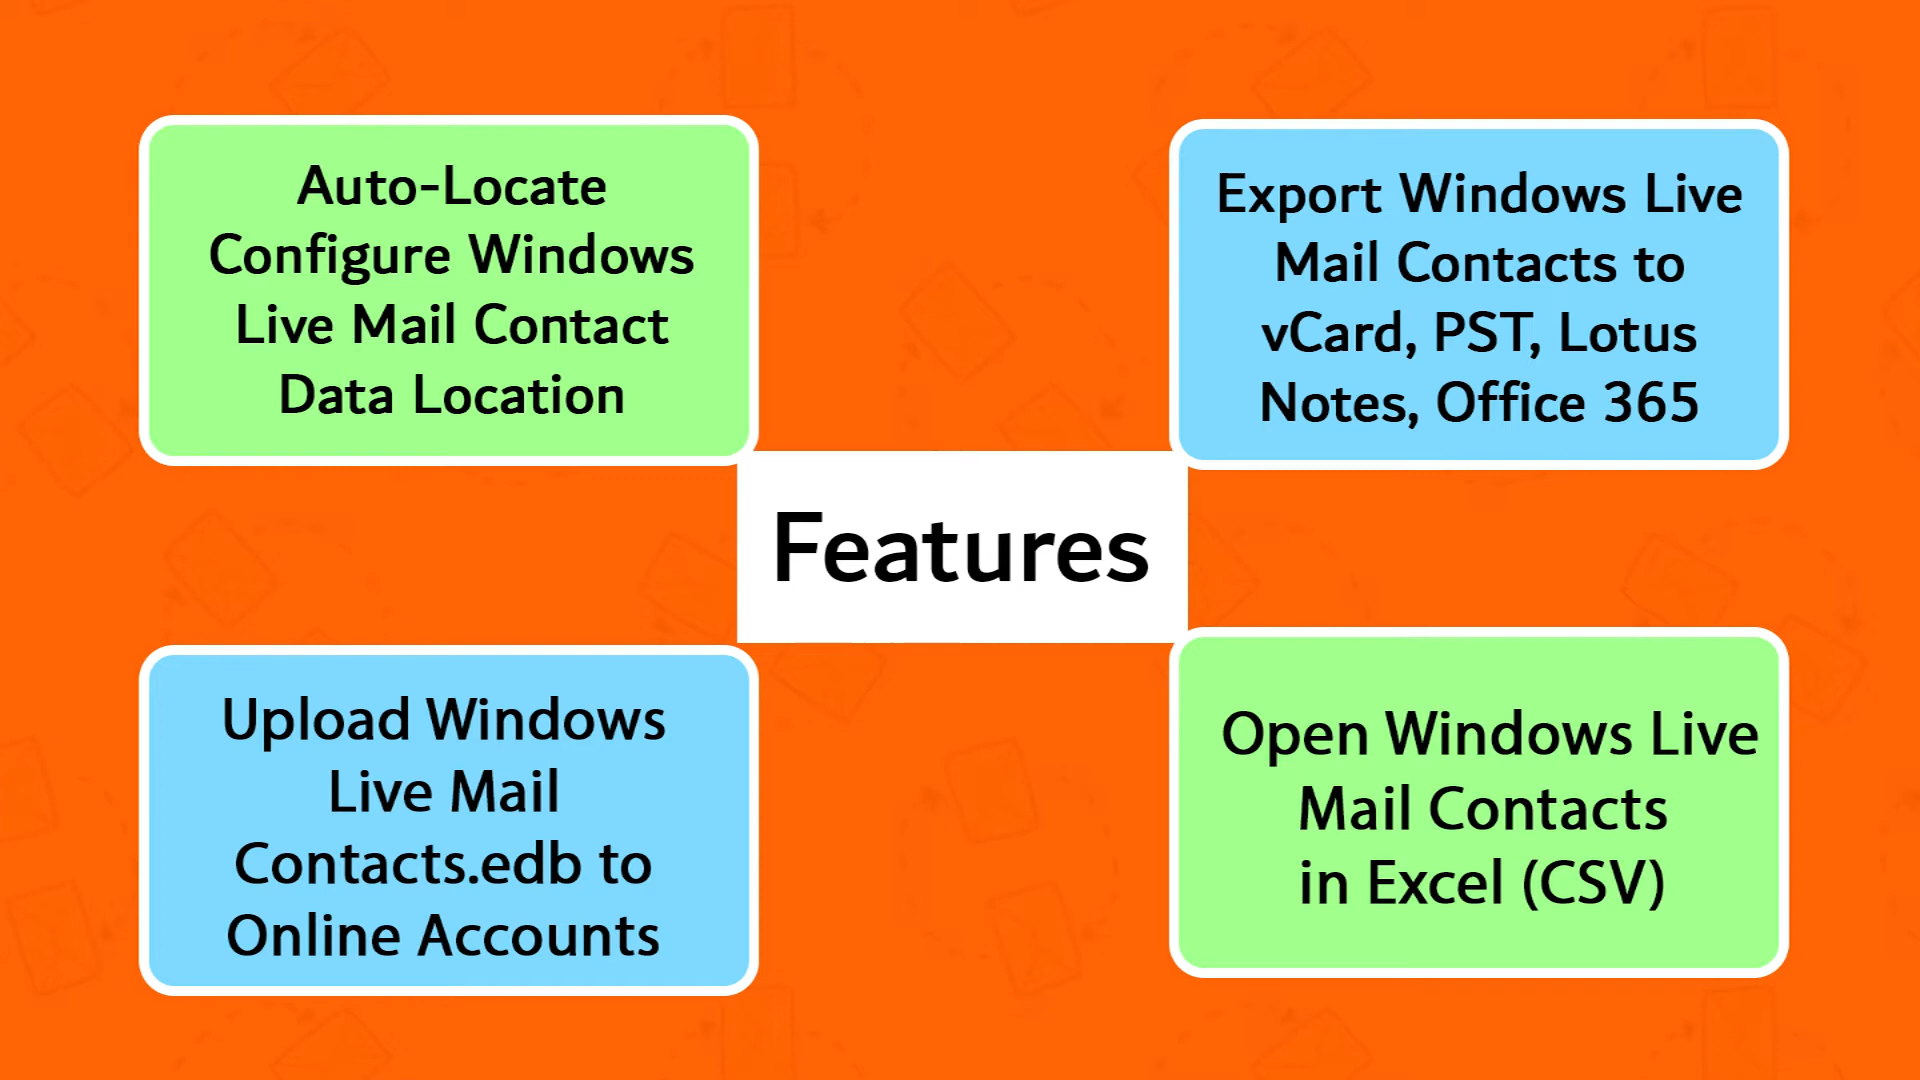 Auto-Locate
Configure Windows
Live Mail Contact
Data Location
Export Windows Live
Mail Contacts to
vCard, PST, Lotus
Notes, Office 365
Features
Upload Windows
Live Mail
Contacts.edb to
Online Accounts
Open Windows Live
Mail Contacts
in Excel (CSV)